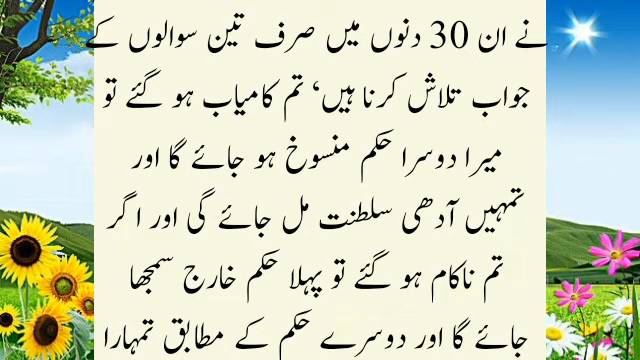 نے ان 30 دنوں میں صرف تین سوالوں کے
جواب تلاش کرنا ہیں‘ تم کامیاب ہو گئے تو
میرا دوسرا حکم منسوخ ہو جائے گا اور
تمہیں آدھی سلطنت مل جائے گی اور اگر
تم ناکام ہو گئے تو پہلا حکم خارج سمجھا
جائے گا اور دوسرے حکم کے مطابق تمہارا